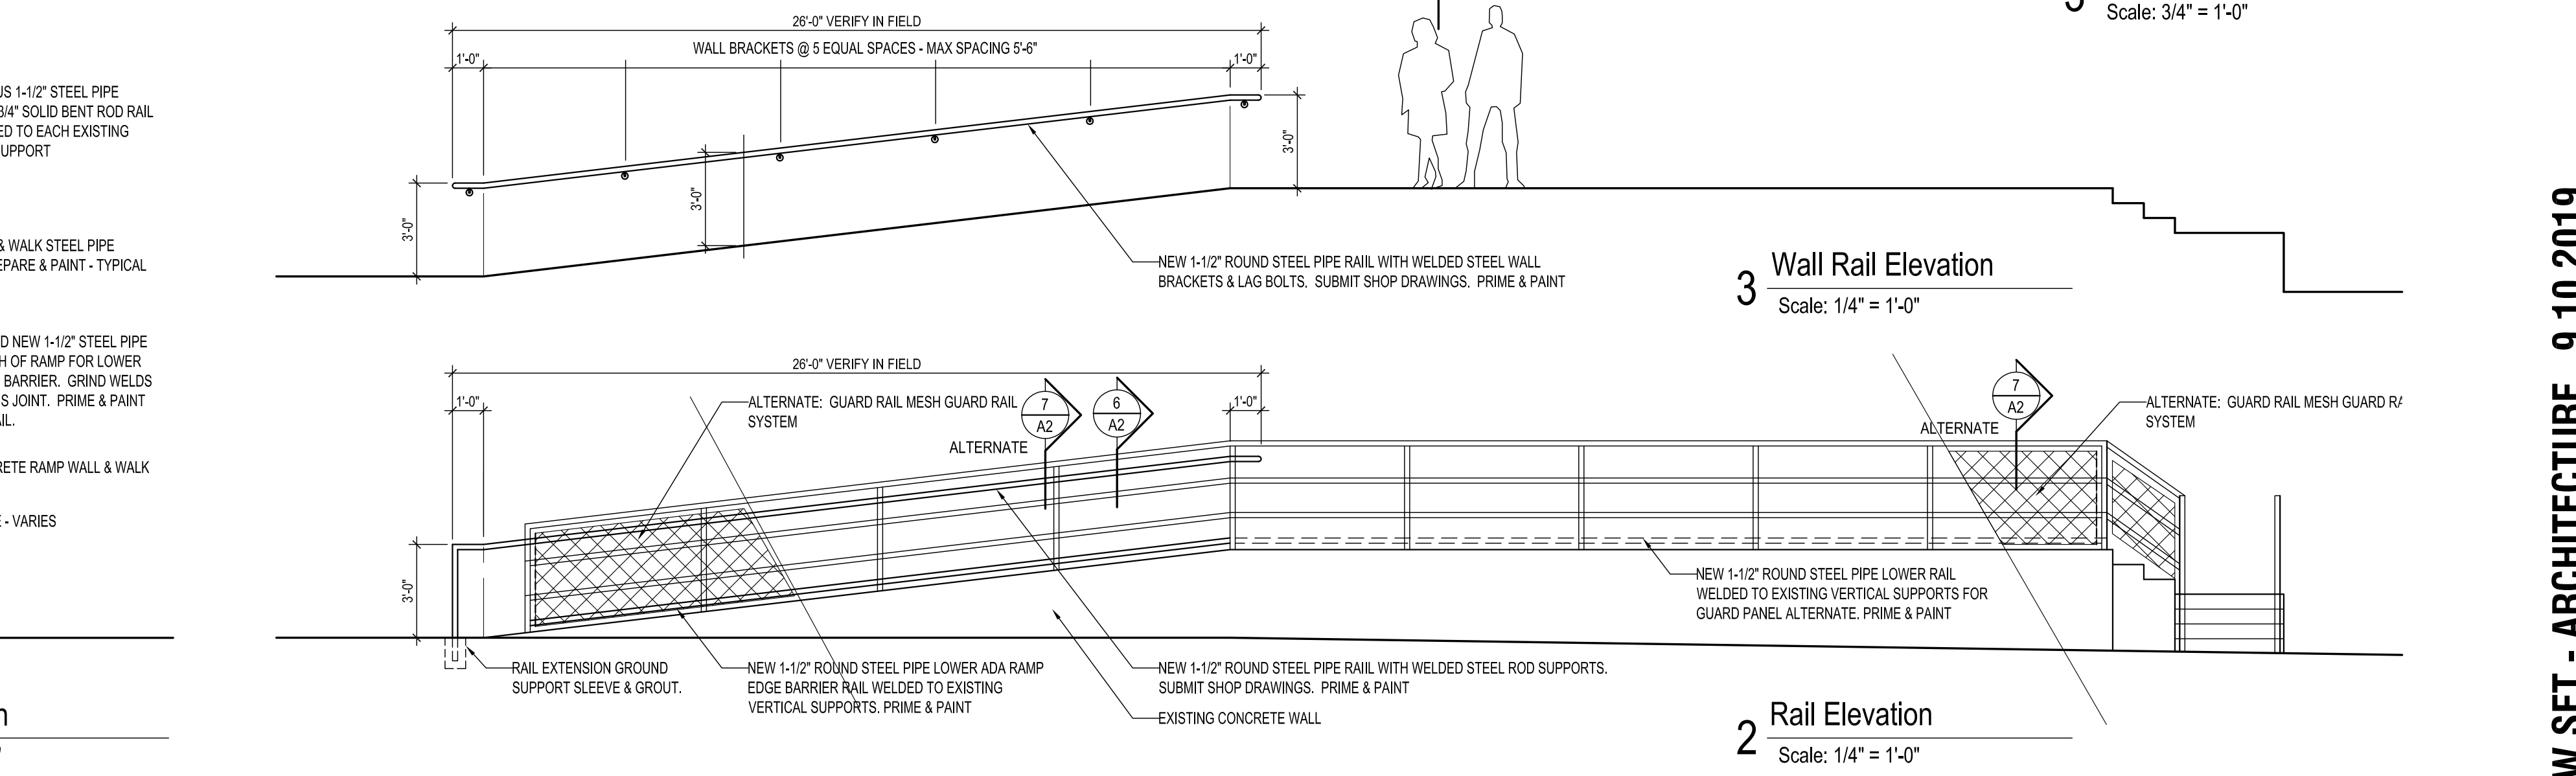 Scale: 3/4" = 1'-0"
US 1-1/2" STEEL PIPE
3/4" SOLID BENT ROD RAIL
ED TO EACH EXISTING
UPPORT
& WALK STEEL PIPE
EPARE & PAINT - TYPICAL
D NEW 1-1/2" STEEL PIPE
H OF RAMP FOR LOWER
BARRIER. GRIND WELDS
S JOINT. PRIME & PAINT
AIL.
RETE RAMP WALL & WALK
E - VARIES
26'-0" VERIFY IN FIELD
WALL BRACKETS @ 5 EQUAL SPACES - MAX SPACING 5'-6"
1'-0"
1'-0"
3'-0"
3'-0"
3'-0"
NEW 1-1/2" ROUND STEEL PIPE RAIIL WITH WELDED STEEL WALL
BRACKETS & LAG BOLTS. SUBMIT SHOP DRAWINGS. PRIME & PAINT
3
Wall Rail Elevation
Scale: 1/4" = 1'-0"
26'-0" VERIFY IN FIELD
1'-0"
1'-0"
ALTERNATE: GUARD RAIL MESH GUARD RAIL
SYSTEM
ALTERNATE
7
A2
6
A2
7
A2
ALTERNATE
ALTERNATE: GUARD RAIL MESH GUARD RA
SYSTEM
3'-0"
NEW 1-1/2" ROUND STEEL PIPE LOWER RAIL
WELDED TO EXISTING VERTICAL SUPPORTS FOR
GUARD PANEL ALTERNATE. PRIME & PAINT
RAIL EXTENSION GROUND
SUPPORT SLEEVE & GROUT.
NEW 1-1/2" ROUND STEEL PIPE LOWER ADA RAMP
EDGE BARRIER RAIL WELDED TO EXISTING
VERTICAL SUPPORTS. PRIME & PAINT
NEW 1-1/2" ROUND STEEL PIPE RAIL WITH WELDED STEEL ROD SUPPORTS.
SUBMIT SHOP DRAWINGS. PRIME & PAINT
EXISTING CONCRETE WALL
2
Rail Elevation
Scale: 1/4" = 1'-0"
W SET - ARCHITECTURE 9 10 2019